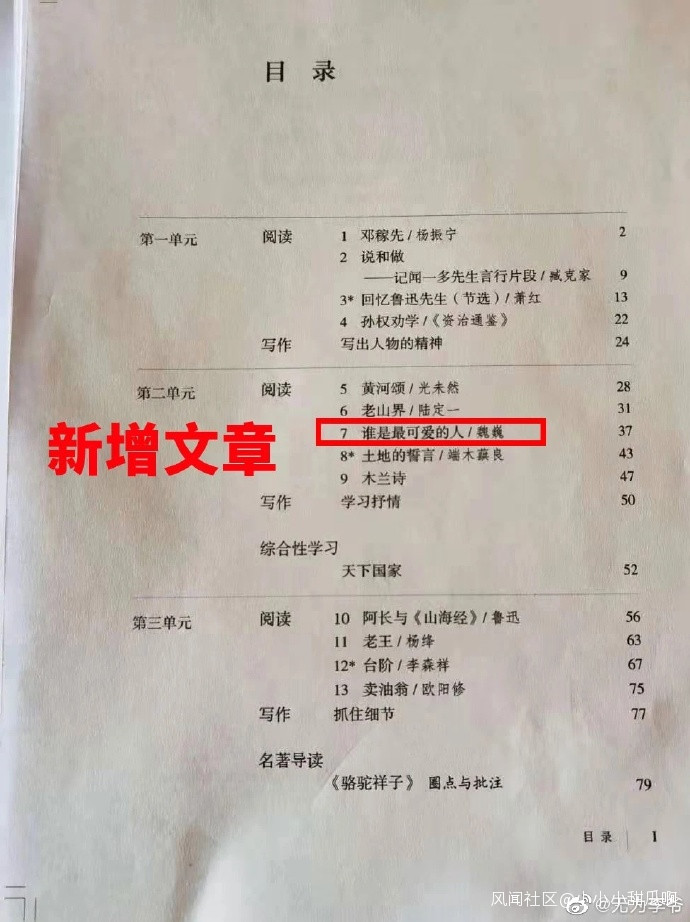 目 录
第一单元 阅读 1 邓稼先/杨振宁 2
2 说和做
——记闻一多先生言行片段/臧克家 9
3* 回忆鲁迅先生（节选）/萧红 13
4 孙权劝学/《资治通鉴》 22
写作 写出人物的精神 24
第二单元 阅读 5 黄河颂/光未然 28
6 老山界/陆定一 31
7 谁是最可爱的人/魏巍 37
新增文章
8* 土地的誓言/端木蕻良 43
9 木兰诗 47
写作 学习抒情 50
综合性学习
天下国家 52
第三单元 阅读 10 阿长与《山海经》/鲁迅 56
11 老王/杨绛 63
12* 台阶/李森祥 67
13 卖油翁/欧阳修 75
写作 抓住细节 77
名著导读
《骆驼祥子》 圈点与批注 79
目录 1
风闻社区@小小小甜瓜啊